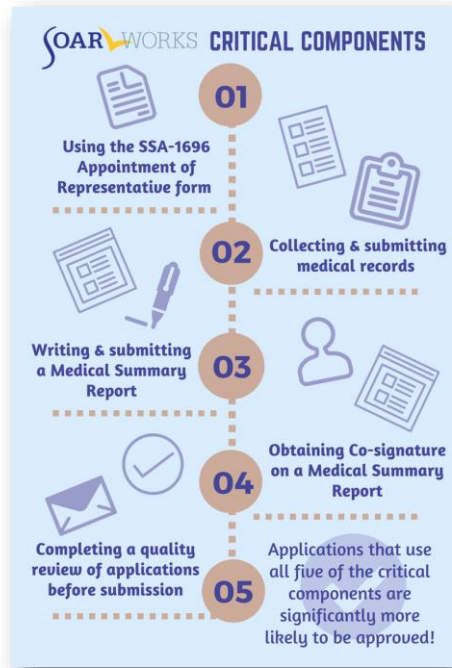 SOAR WORKS CRITICAL COMPONENTS
01
Using the SSA-1696
Appointment of
Representative form
02
Collecting & submitting
medical records
03
Writing & submitting
a Medical Summary
Report
04
Obtaining Co-signature
on a Medical Summary
Report
05
Completing a quality
review of applications
before submission
Applications that use
all five of the critical
components are
significantly more
likely to be approved!